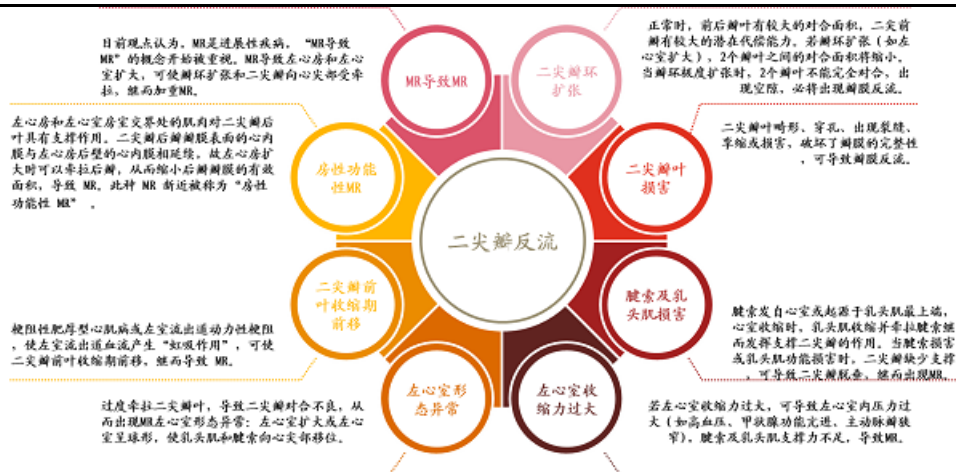 目前观点认为，MR是进展性疾病，“MR导致
MR”的概念开始被重视。MR导致左心房和左心
室扩大，可使瓣环扩张和二尖瓣向心尖部受牵
拉，继而加重MR。
MR导致MR
二尖瓣环
扩张
正常时，前后瓣叶有较大的对合面积，二尖前
瓣有较大的潜在代偿能力。若瓣环扩张（如左
心室扩大），2个瓣叶之间的对合面积将缩小。
当瓣环极度扩张时，2个瓣叶不能完全对合，出
现空隙，必将出现瓣膜反流。
左心房和左心室房室交界处的肌肉对二尖瓣后
叶具有支撑作用。二尖瓣后瓣瓣膜表面的心内
膜与左心房后壁的心内膜相延续。故左心房扩
大时可以牵拉后瓣，从而缩小后瓣瓣膜的有效
面积，导致 MR。此种 MR 新近被称为“房性
功能性 MR” 。
房性功能
性MR
二尖瓣叶
损害
二尖瓣叶畸形、穿孔、出现裂缝、
挛缩或损害，破坏了瓣膜的完整性
，可导致瓣膜反流。
二尖瓣反流
二尖瓣前
叶收缩期
前移
梗阻性肥厚型心肌病或左室流出道动力性梗阻
，使左室流出道血流产生“虹吸作用”，可使
二尖瓣前叶收缩期前移，继而导致 MR。
腱索及乳
头肌损害
腱索发自心室或起源于乳头肌最上端，
心室收缩时，乳头肌收缩并牵拉腱索继
而发挥支撑二尖瓣的作用。当腱索损害
或乳头肌功能损害时，二尖瓣缺少支撑
，可导致二尖瓣脱垂，继而出现MR。
左心室形
态异常
过度牵拉二尖瓣叶，导致二尖瓣对合不良，从
而出现MR左心室形态异常：左心室扩大或左心
室呈球形，使乳头肌和腱索向心尖部移位。
左心室收
缩力过大
若左心室收缩力过大，可导致左心室内压力过
大（如高血压、甲状腺功能亢进、主动脉瓣狭
窄），腱索及乳头肌支撑力不足，导致MR。